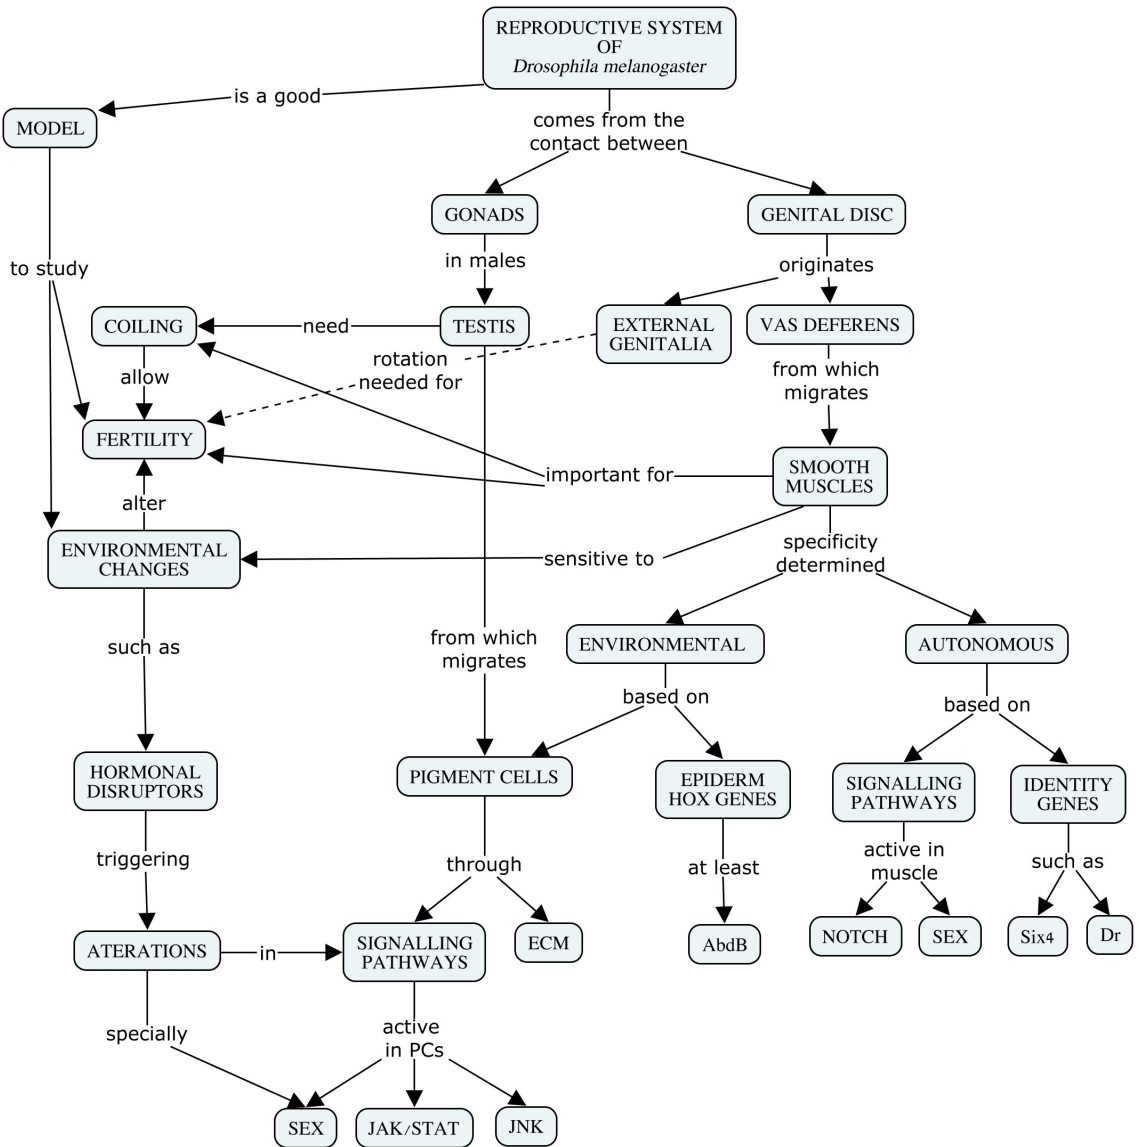 REPRODUCTIVE SYSTEM
OF
Drosophila melanogaster
is a good
MODEL
comes from the
contact between
GONADS
GENITAL DISC
to study
in males
originates
COILING
need
TESTIS
EXTERNAL
GENITALIA
VAS DEFERENS
rotation
needed for
allow
from which
migrates
FERTILITY
important for
SMOOTH
MUSCLES
alter
ENVIRONMENTAL
CHANGES
sensitive to
specificity
determined
such as
from which
migrates
ENVIRONMENTAL
AUTONOMOUS
based on
based on
HORMONAL
DISRUPTORS
PIGMENT CELLS
EPIDERM
HOX GENES
SIGNALLING
PATHWAYS
IDENTITY
GENES
triggering
through
at least
active in
muscle
such as
ATERATIONS
in
SIGNALLING
PATHWAYS
ECM
AbdB
NOTCH
SEX
Six4
Dr
specially
active
in PCs
SEX
JAK/STAT
JNK